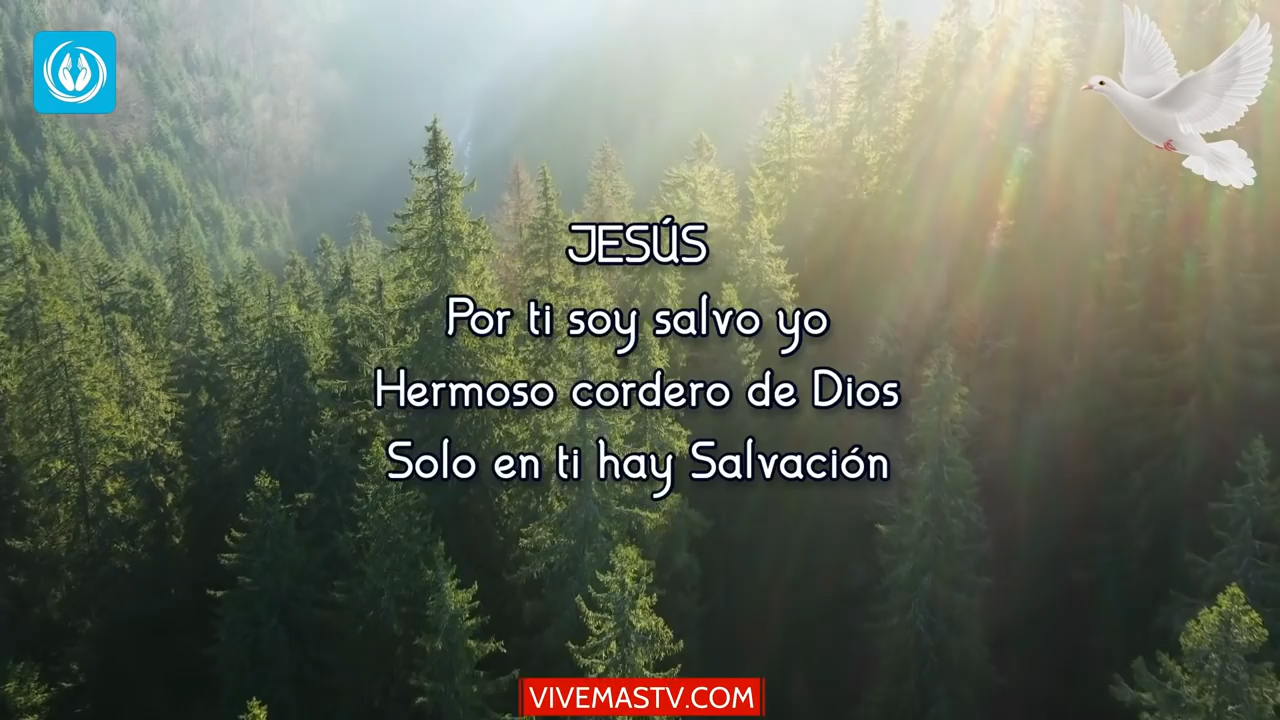 JESÚS
Por ti soy salvo yo
Hermoso cordero de Dios
Solo en ti hay Salvación
VIVEMASTV.COM